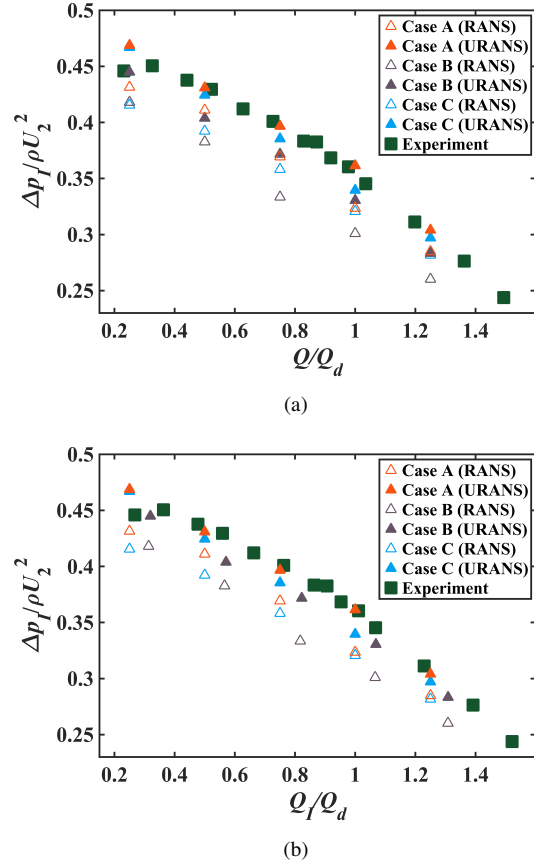 0.5
0.45
0.4
0.35
0.3
0.25
Δp_I/ρU_2^2
Case A (RANS)
Case A (URANS)
Case B (RANS)
Case B (URANS)
Case C (RANS)
Case C (URANS)
Experiment
0.2 0.4 0.6 0.8 1 1.2 1.4
Q/Q_d
(a)
0.5
0.45
0.4
0.35
0.3
0.25
Δp_I/ρU_2^2
Case A (RANS)
Case A (URANS)
Case B (RANS)
Case B (URANS)
Case C (RANS)
Case C (URANS)
Experiment
0.2 0.4 0.6 0.8 1 1.2 1.4
Q_I/Q_d
(b)